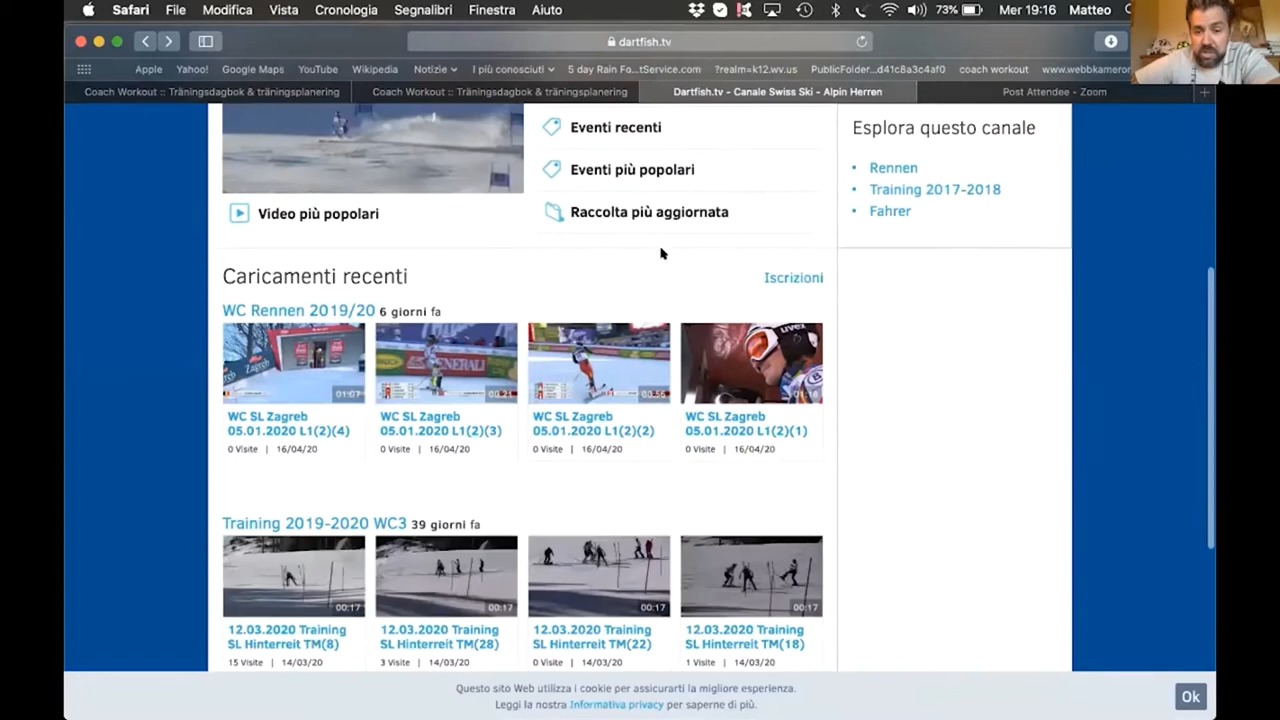 Safari File Modifica Vista Cronologia Segnalibri Finestra Aiuto 73% Mer 19:16 Matteo
dartfish.tv
Apple Yahoo! Google Maps YouTube Wikipedia Notizie I più conosciuti 5 day Rain Fo...tService.com ?realm=k12.wv.us PublicFolder...d41c8a3c4af0 coach workout www.webbkameror
Coach Workout :: Träningsdagbok & träningsplanering Coach Workout :: Träningsdagbok & träningsplanering Dartfish.tv - Canale Swiss Ski - Alpin Herren Post Attendee - Zoom
Eventi recenti
Eventi più popolari
Video più popolari
Raccolta più aggiornata
Esplora questo canale
Rennen
Training 2017-2018
Fahrer
Caricamenti recenti Iscrizioni
WC Rennen 2019/20 6 giorni fa
Zagreb GENERALI uvex
01:07 00:21
WC SL Zagreb WC SL Zagreb WC SL Zagreb WC SL Zagreb
05.01.2020 L1(2)(4) 05.01.2020 L1(2)(3) 05.01.2020 L1(2)(2) 05.01.2020 L1(2)(1)
0 Visite | 16/04/20 0 Visite | 16/04/20 0 Visite | 16/04/20 0 Visite | 16/04/20
Training 2019-2020 WC3 39 giorni fa
00:17 00:17 00:17 00:17
12.03.2020 Training 12.03.2020 Training 12.03.2020 Training 12.03.2020 Training
SL Hinterreit TM(8) SL Hinterreit TM(28) SL Hinterreit TM(22) SL Hinterreit TM(18)
15 Visite | 14/03/20 3 Visite | 14/03/20 0 Visite | 14/03/20 1 Visite | 14/03/20
Questo sito Web utilizza i cookie per assicurarti la migliore esperienza.
Leggi la nostra Informativa privacy per saperne di più.
Ok